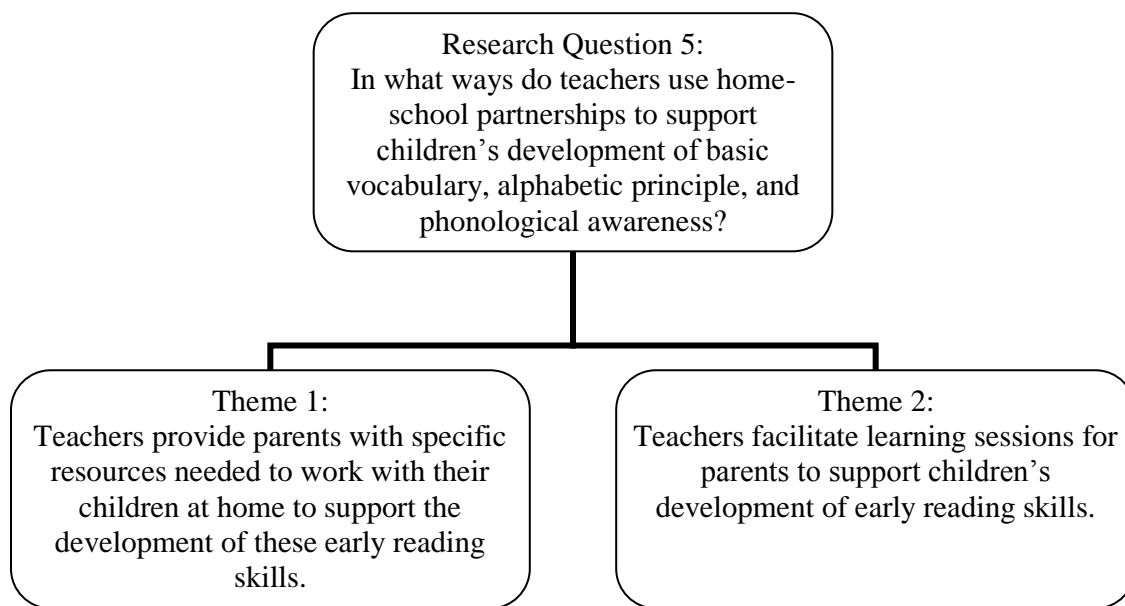 Research Question 5:
In what ways do teachers use home-
school partnerships to support
children’s development of basic
vocabulary, alphabetic principle, and
phonological awareness?
Theme 1:
Teachers provide parents with specific
resources needed to work with their
children at home to support the
development of these early reading
skills.
Theme 2:
Teachers facilitate learning sessions for
parents to support children’s
development of early reading skills.